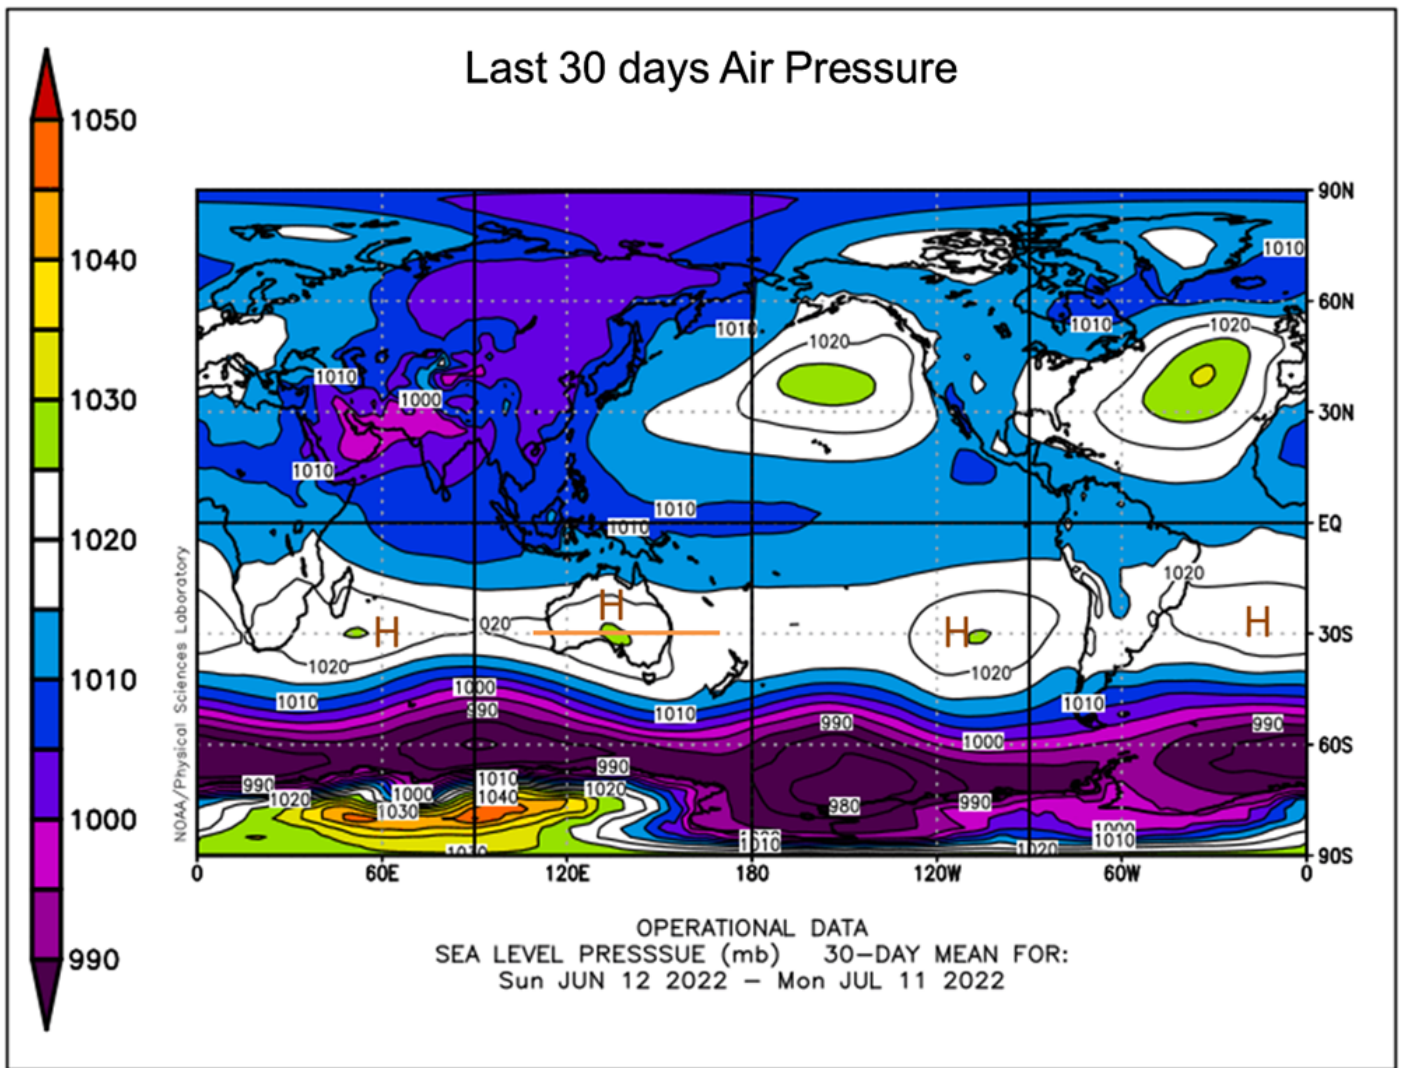 Last 30 days Air Pressure
1050
1040
1030
1020
1010
1000
990
90N
60N
30N
EQ
30S
60S
90S
1010
1010
1020
1010
1020
1010
1000
1010
1010
1010
1020
H
H
H
H
020
1020
1020
1000
1010
990
1010
1010
990
990
1000
990
990
1010
1020
1000
1040
1020
1030
980
990
1000
1010
1010
1020
NOAA/Physical Sciences Laboratory
0
60E
120E
180
120W
60W
0
OPERATIONAL DATA
SEA LEVEL PRESSSUE (mb) 30-DAY MEAN FOR:
Sun JUN 12 2022 - Mon JUL 11 2022